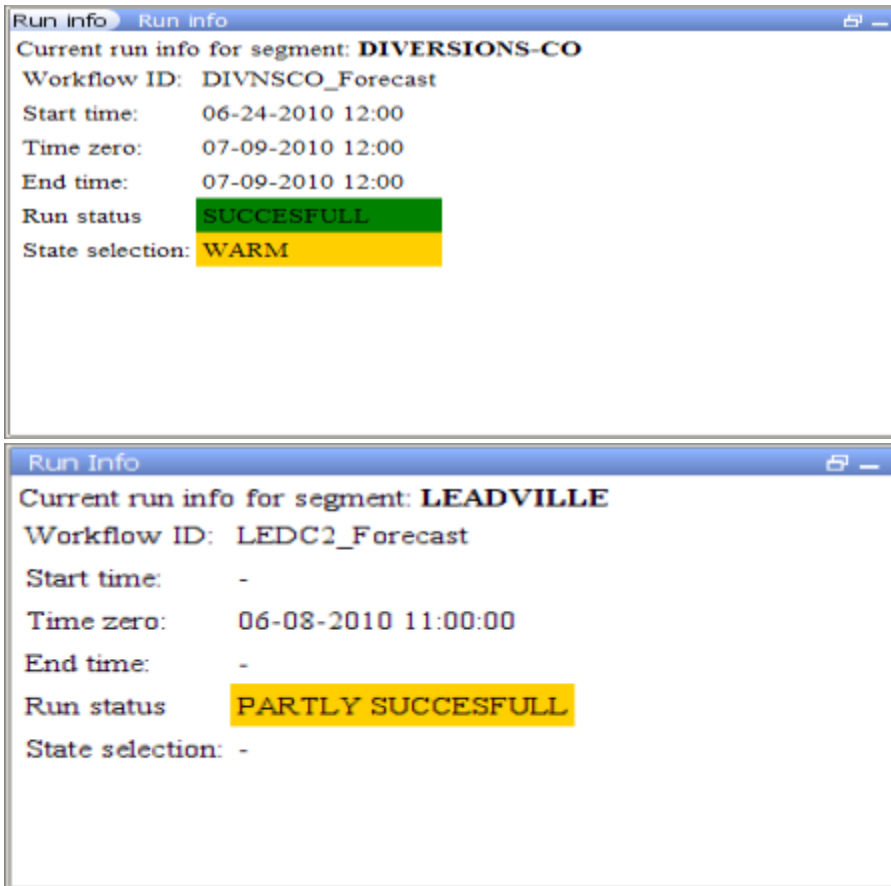 Run info Run info
Current run info for segment: DIVERSIONS-CO
Workflow ID: DIVNSCO_Forecast
Start time: 06-24-2010 12:00
Time zero: 07-09-2010 12:00
End time: 07-09-2010 12:00
Run status SUCCESFULL
State selection: WARM
Run Info
Current run info for segment: LEADVILLE
Workflow ID: LEDC2_Forecast
Start time: -
Time zero: 06-08-2010 11:00:00
End time: -
Run status PARTLY SUCCESFULL
State selection: -